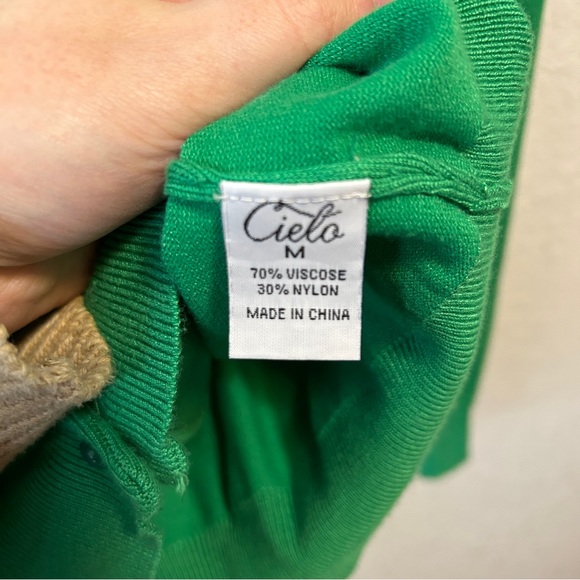 Cielo
M
70% VISCOSE
30% NYLON
MADE IN CHINA